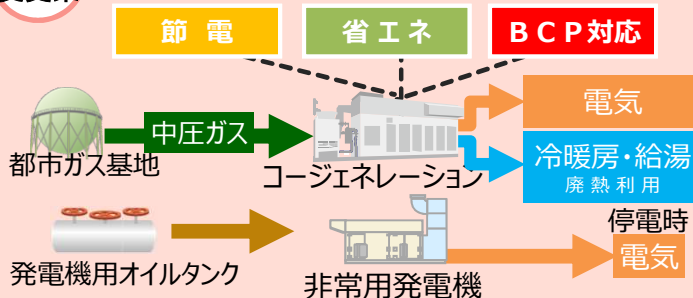 節電
省エネ
BCP対応
都市ガス基地
中圧ガス
コージェネレーション
電気
冷暖房・給湯
廃熱利用
発電機用オイルタンク
非常用発電機
停電時
電気